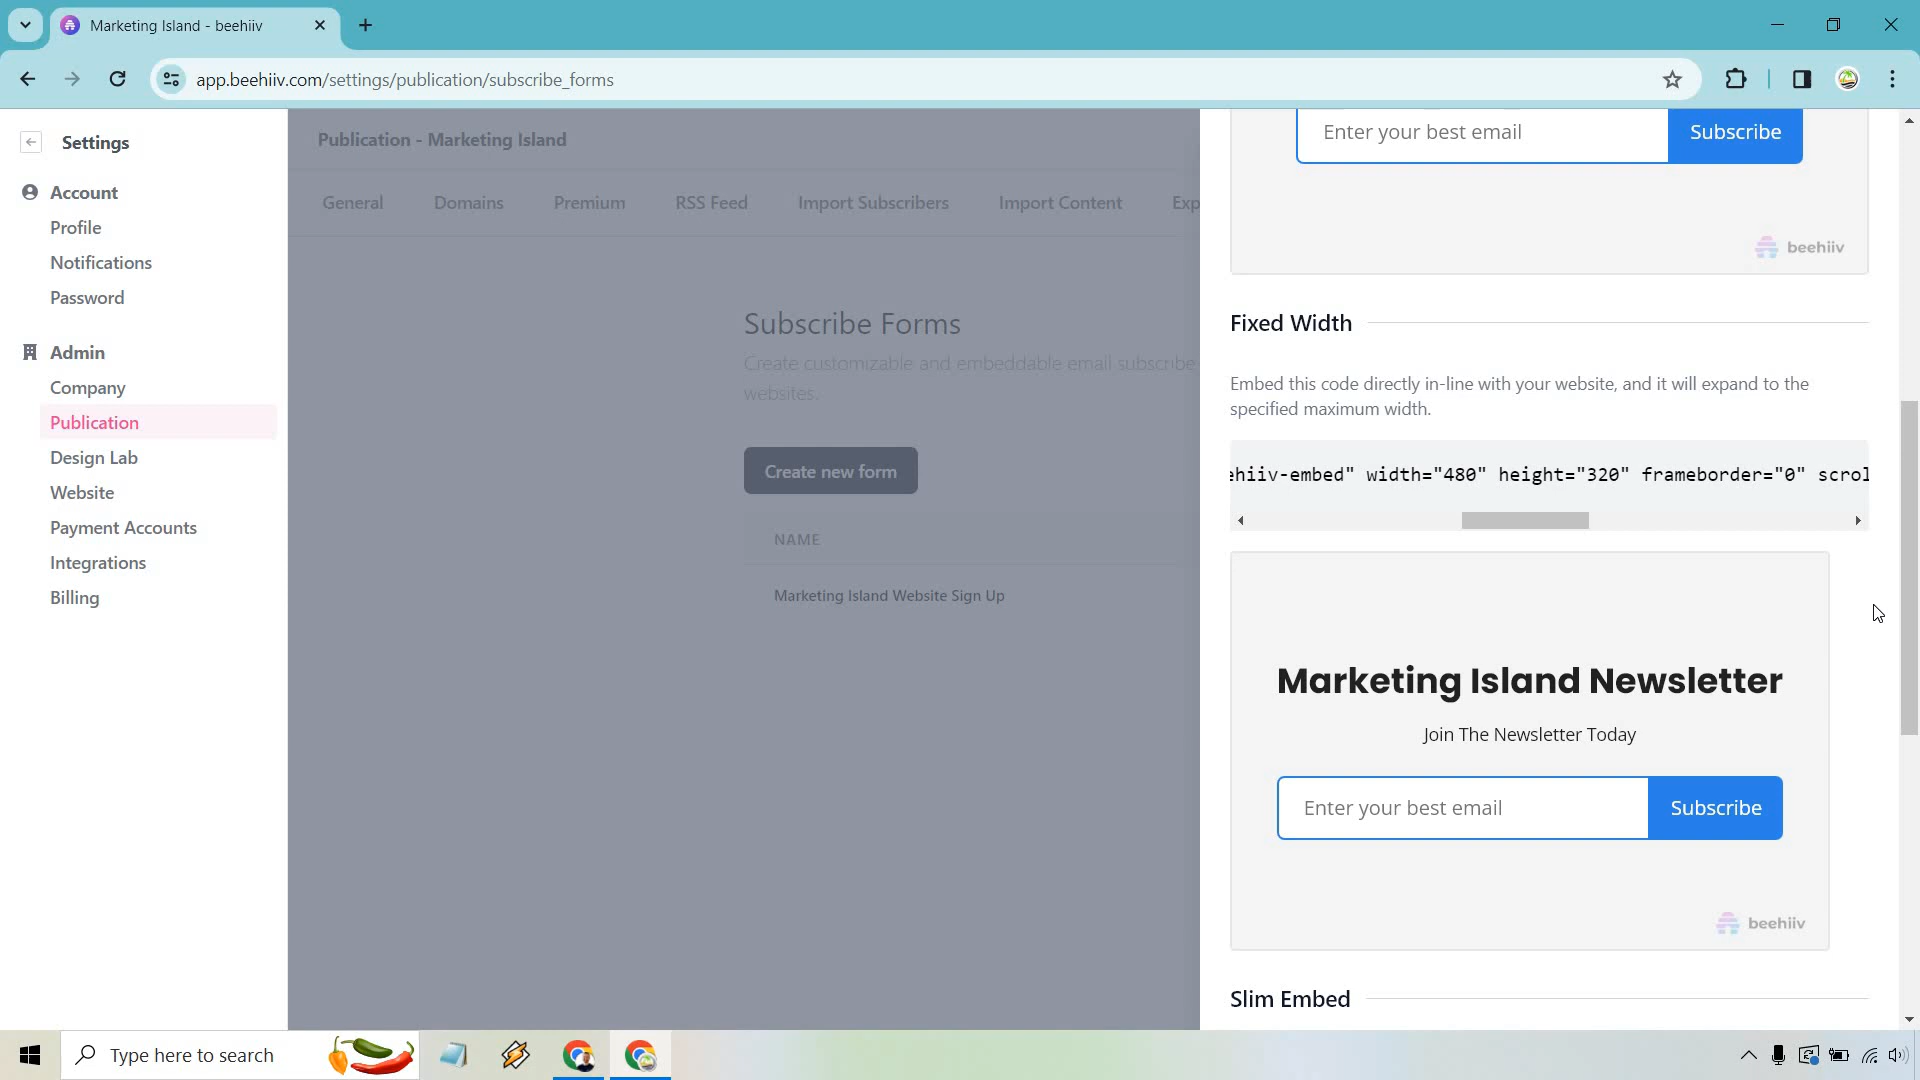 Marketing Island - beehiiv
app.beehiiv.com/settings/publication/subscribe_forms
Settings
Account
Profile
Notifications
Password
Admin
Company
Publication
Design Lab
Website
Payment Accounts
Integrations
Billing
Publication - Marketing Island
General
Domains
Premium
RSS Feed
Import Subscribers
Import Content
Exp
Subscribe Forms
Create customizable and embeddable email subscribe
websites.
Create new form
NAME
Marketing Island Website Sign Up
Enter your best email
Subscribe
beehiiv
Fixed Width
Embed this code directly in-line with your website, and it will expand to the
specified maximum width.
ehiiv-embed" width="480" height="320" frameborder="0" scrol
Marketing Island Newsletter
Join The Newsletter Today
Enter your best email
Subscribe
beehiiv
Slim Embed
Type here to search